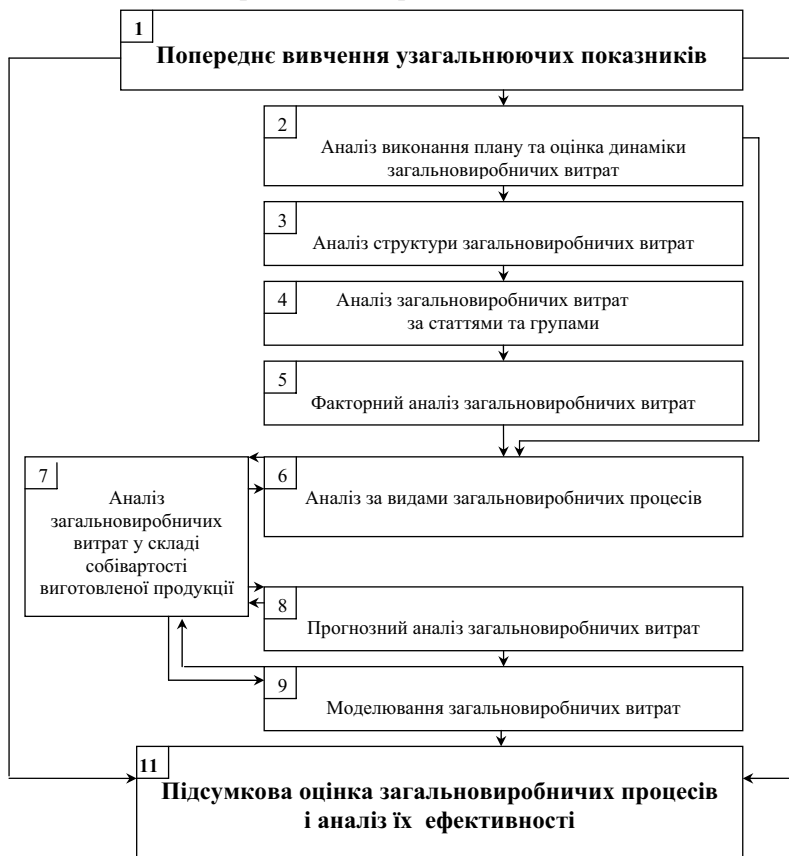 1
Попереднє вивчення узагальнюючих показників
2
Аналіз виконання плану та оцінка динаміки
загальновиробничих витрат
3
Аналіз структури загальновиробничих витрат
4
Аналіз загальновиробничих витрат
за статтями та групами
5
Факторний аналіз загальновиробничих витрат
6
Аналіз за видами загальновиробничих процесів
7
Аналіз
загальновиробничих
витрат у складі
собівартості
виготовленої продукції
8
Прогнозний аналіз загальновиробничих витрат
9
Моделювання загальновиробничих витрат
11
Підсумкова оцінка загальновиробничих процесів
і аналіз їх ефективності